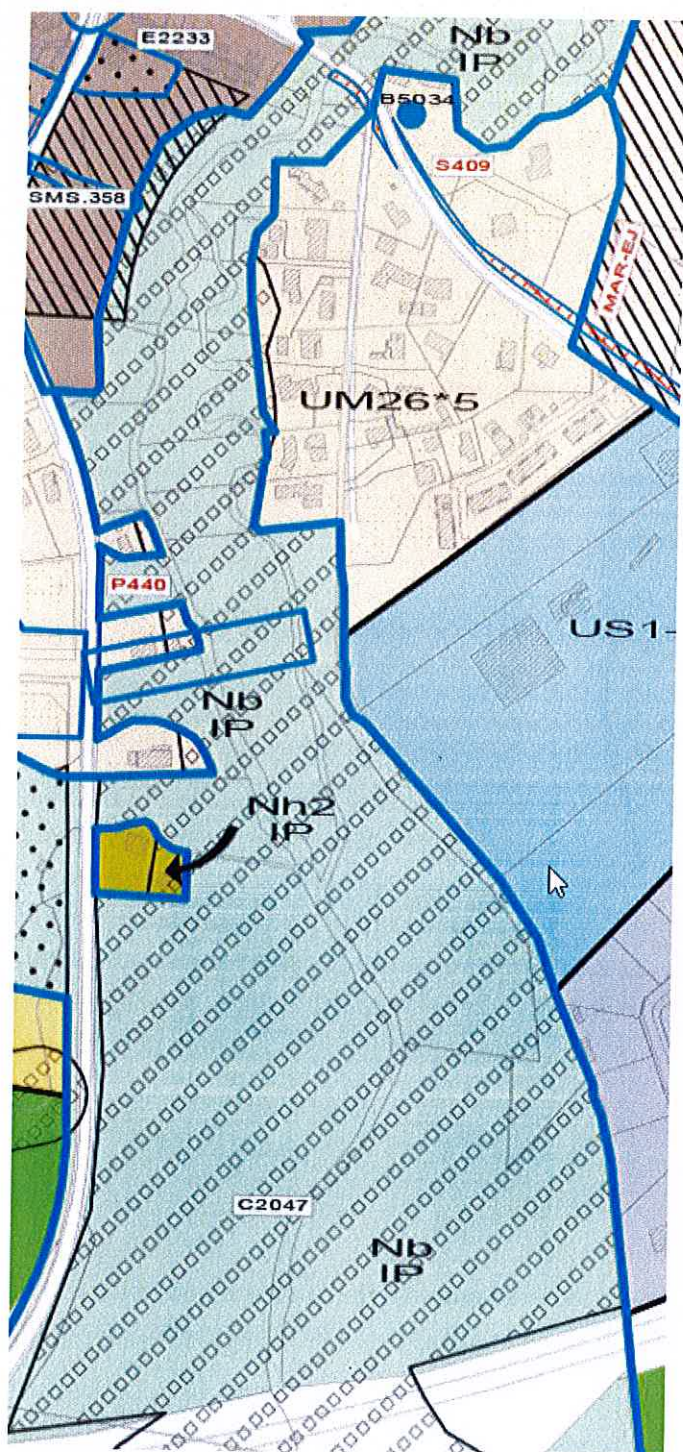 E2233
Nb
IP
B5034
S409
SMS.358
MAR-EJ
UM26*5
P440
US1-
Nb
IP
Nh2
IP
C2047
Nb
IP